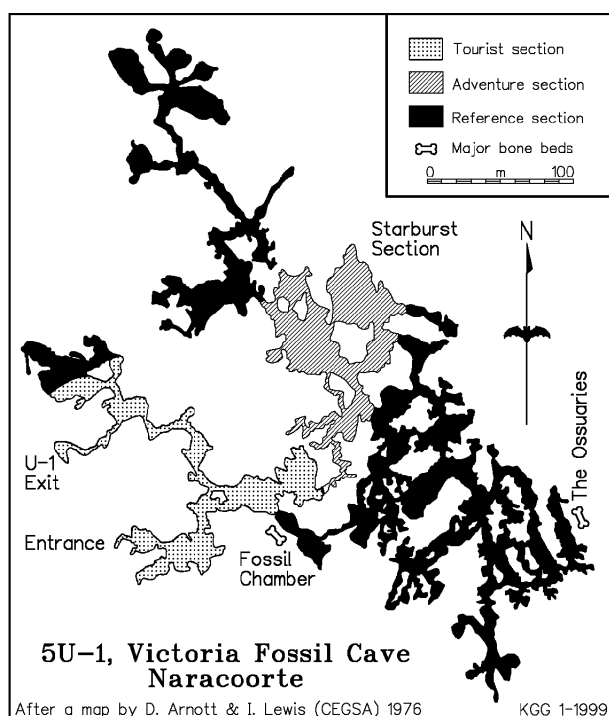 Tourist section
Adventure section
Reference section
Major bone beds
0 m 100
Starburst
Section
N
The Ossuaries
U-1
Exit
Entrance
Fossil
Chamber
5U-1, Victoria Fossil Cave
Naracoorte
After a map by D. Arnott & I. Lewis (CEGSA) 1976
KGG 1-1999